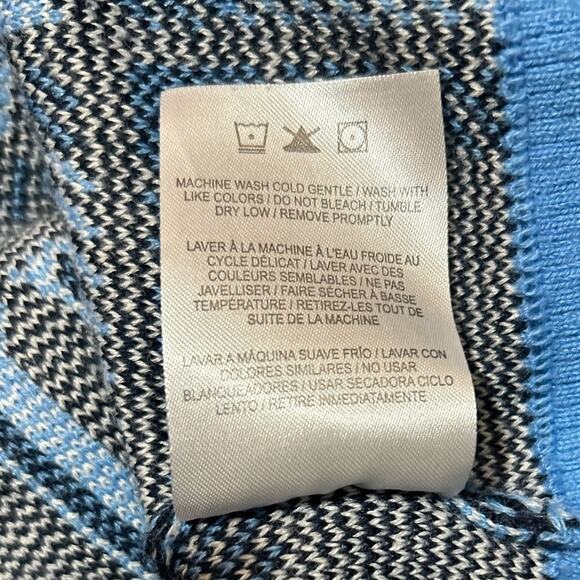 MACHINE WASH COLD GENTLE / WASH WITH
LIKE COLORS / DO NOT BLEACH / TUMBLE
DRY LOW / REMOVE PROMPTLY
LAVER À LA MACHINE À L'EAU FROIDE AU
CYCLE DÉLICAT / LAVER AVEC DES
COULEURS SEMBLABLES / NE PAS
JAVELLISER / FAIRE SÉCHER À BASSE
TEMPÉRATURE / RETIREZ-LES TOUT DE
SUITE DE LA MACHINE
LAVAR A MÁQUINA SUAVE FRÍO / LAVAR CON
DOLORES SIMILARES / NO USAR
BLANQUEADORES / USAR SECADORA CICLO
LENTO / RETIRE INMEDIATAMENTE